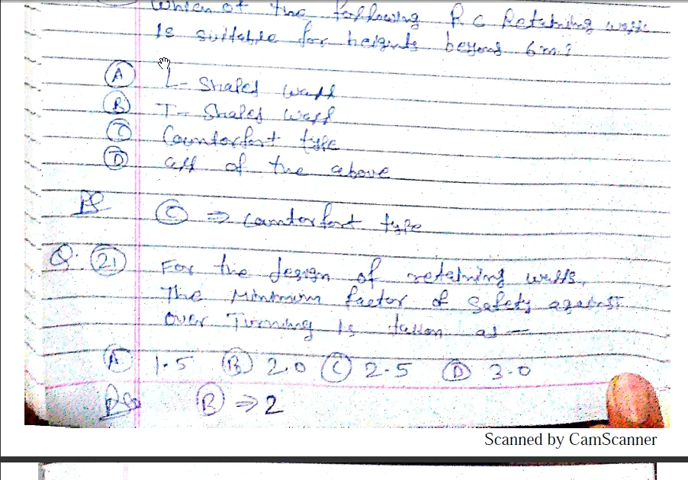 Which of the following R C Retaining wall
Is suitable for heights beyond 6m?
(A) L- Shaped wall
(B) T- Shaped wall
(C) Counterfort type
(D) all of the above
(C) ⇒ Counterfort type
Q. (21) For the design of retaining walls,
The Minimum factor of Safety against
over Turning Is taken as —
(A) 1.5 (B) 2.0 (C) 2.5 (D) 3.0
(B) ⇒ 2
Scanned by CamScanner